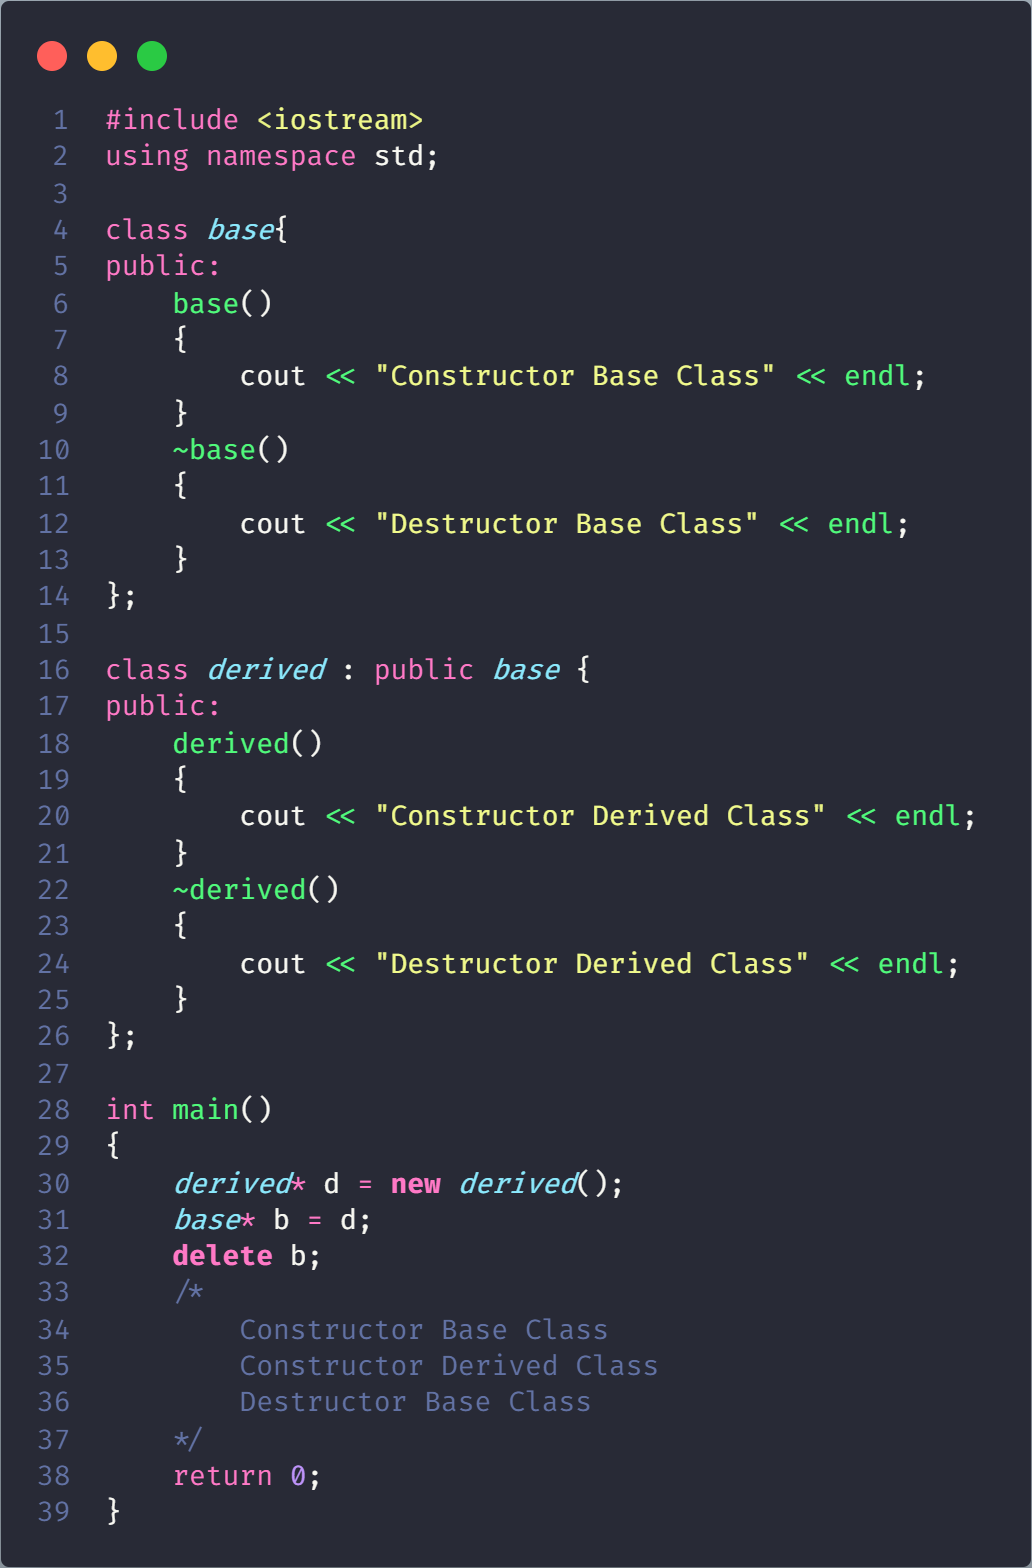 1 #include <iostream>
2 using namespace std;
3
4 class base{
5 public:
6     base()
7     {
8         cout << "Constructor Base Class" << endl;
9     }
10     ~base()
11     {
12         cout << "Destructor Base Class" << endl;
13     }
14 };
15
16 class derived : public base {
17 public:
18     derived()
19     {
20         cout << "Constructor Derived Class" << endl;
21     }
22     ~derived()
23     {
24         cout << "Destructor Derived Class" << endl;
25     }
26 };
27
28 int main()
29 {
30     derived* d = new derived();
31     base* b = d;
32     delete b;
33     /*
34         Constructor Base Class
35         Constructor Derived Class
36         Destructor Base Class
37     */
38     return 0;
39 }